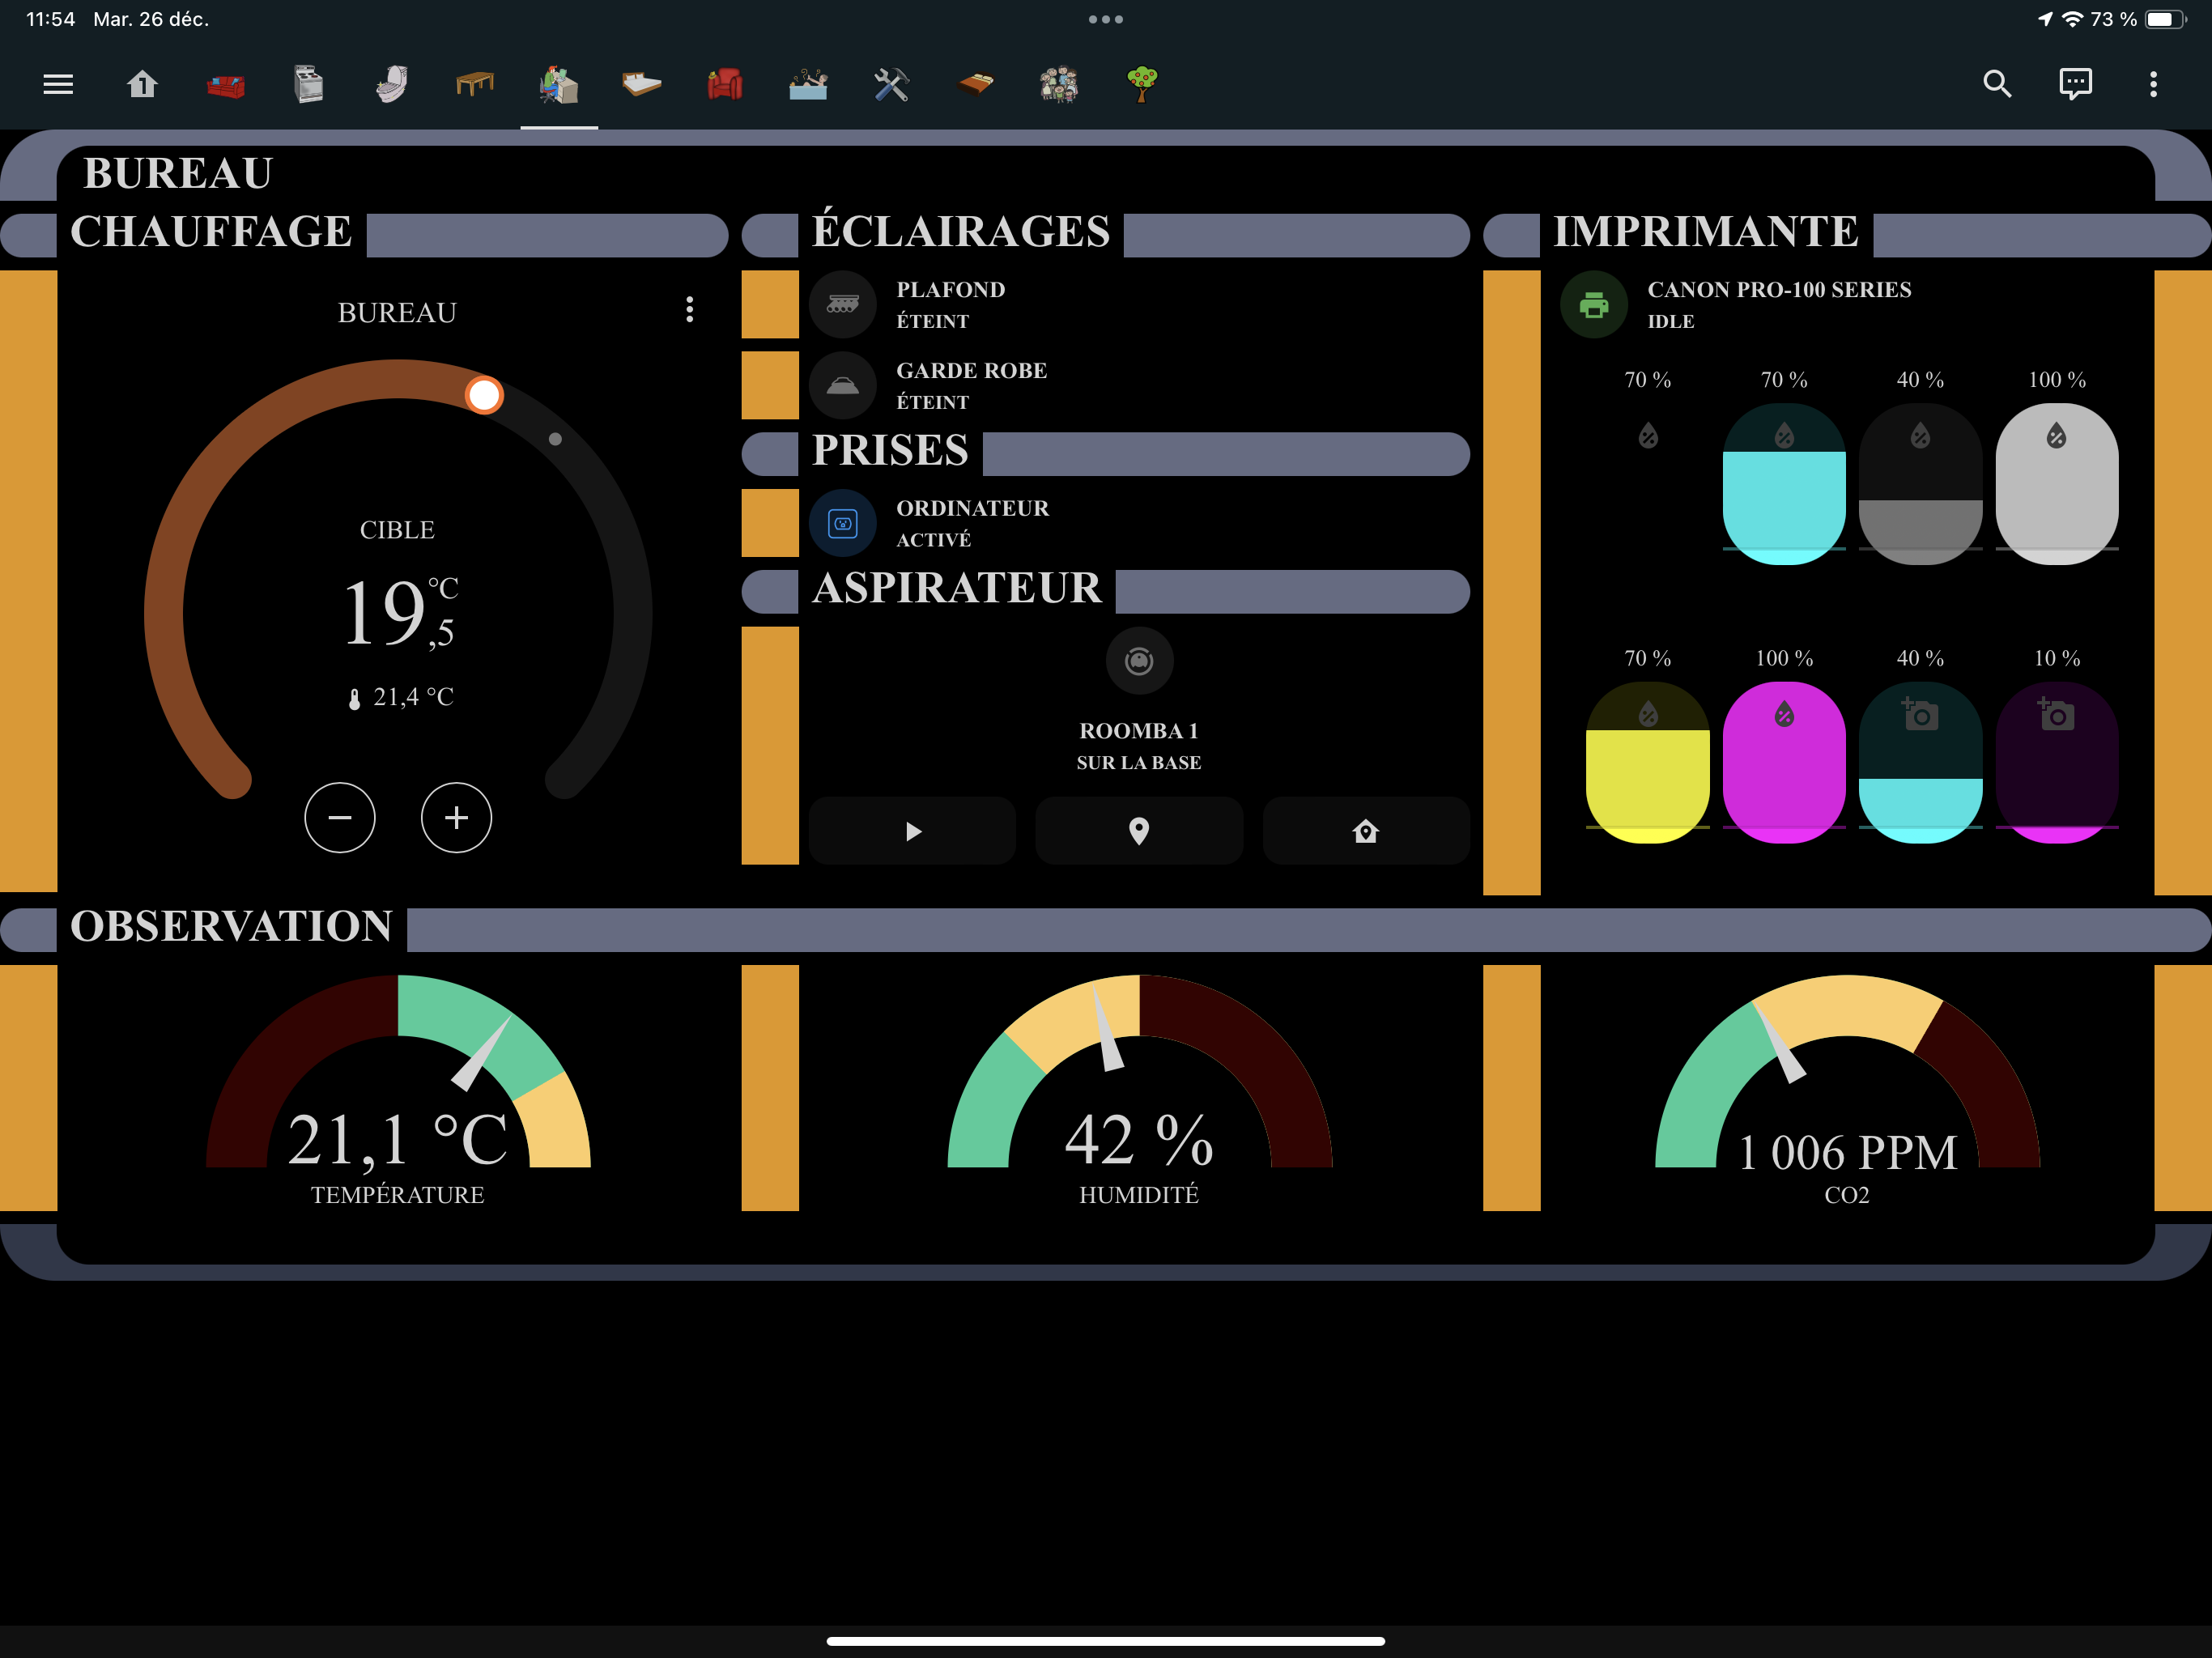 11:54 Mar. 26 déc.
73 %
1
BUREAU
CHAUFFAGE
BUREAU
CIBLE
19,5 °C
21,4 °C
ÉCLAIRAGES
PLAFOND
ÉTEINT
GARDE ROBE
ÉTEINT
PRISES
ORDINATEUR
ACTIVÉ
ASPIRATEUR
ROOMBA 1
SUR LA BASE
IMPRIMANTE
CANON PRO-100 SERIES
IDLE
70 % 70 % 40 % 100 %
70 % 100 % 40 % 10 %
OBSERVATION
21,1 °C
TEMPÉRATURE
42 %
HUMIDITÉ
1 006 PPM
CO2